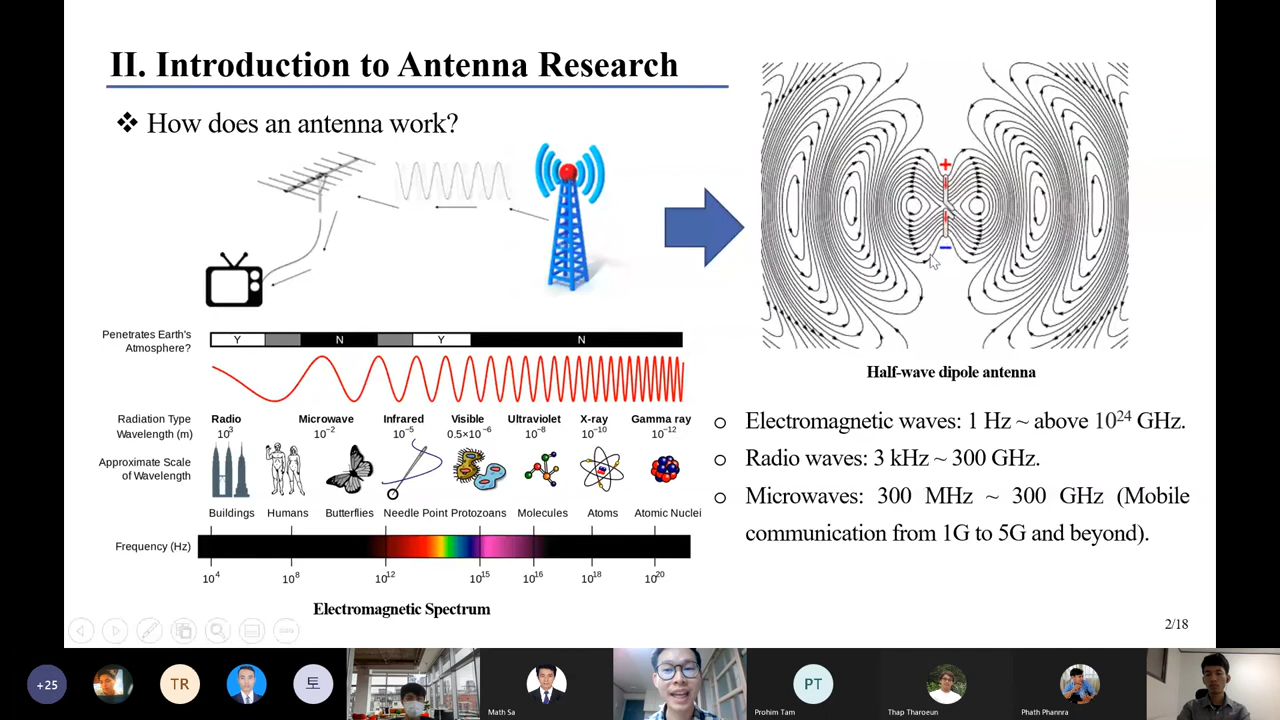 II. Introduction to Antenna Research
❖ How does an antenna work?
+
−
Half-wave dipole antenna
Penetrates Earth's
Atmosphere?
Y N Y N
Radiation Type
Radio Microwave Infrared Visible Ultraviolet X-ray Gamma ray
Wavelength (m)
10³ 10⁻² 10⁻⁵ 0.5×10⁻⁶ 10⁻⁸ 10⁻¹⁰ 10⁻¹²
Approximate Scale
of Wavelength
Buildings Humans Butterflies Needle Point Protozoans Molecules Atoms Atomic Nuclei
Frequency (Hz)
10⁴ 10⁸ 10¹² 10¹⁵ 10¹⁶ 10¹⁸ 10²⁰
Electromagnetic Spectrum
o Electromagnetic waves: 1 Hz ~ above 10²⁴ GHz.
o Radio waves: 3 kHz ~ 300 GHz.
o Microwaves: 300 MHz ~ 300 GHz (Mobile
communication from 1G to 5G and beyond).
2/18
+25
TR
토
Math Sa
PT
Prohim Tam
Thap Tharoeun
Phath Phannra